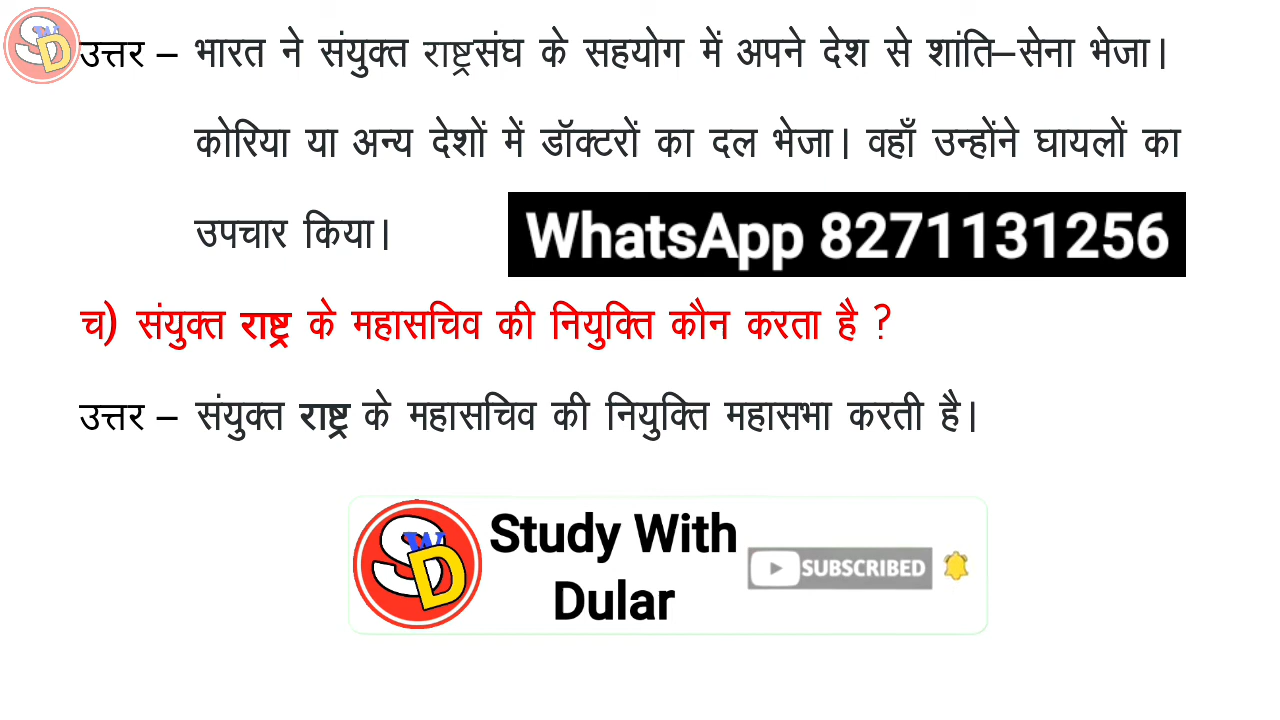 उत्तर – भारत ने संयुक्त राष्ट्रसंघ के सहयोग में अपने देश से शांति–सेना भेजा।
कोरिया या अन्य देशों में डॉक्टरों का दल भेजा। वहाँ उन्होंने घायलों का
उपचार किया।
WhatsApp 8271131256
च) संयुक्त राष्ट्र के महासचिव की नियुक्ति कौन करता है ?
उत्तर – संयुक्त राष्ट्र के महासचिव की नियुक्ति महासभा करती है।
SWD
Study With
Dular
SUBSCRIBED